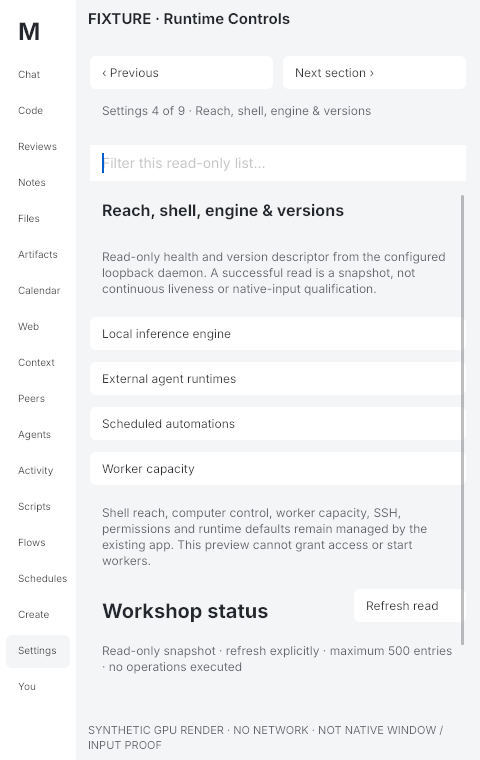 M
Chat
Code
Reviews
Notes
Files
Artifacts
Calendar
Web
Context
Peers
Agents
Activity
Scripts
Flows
Schedules
Create
Settings
You
FIXTURE · Runtime Controls
‹ Previous
Next section ›
Settings 4 of 9 · Reach, shell, engine & versions
Filter this read-only list...
Reach, shell, engine & versions
Read-only health and version descriptor from the configured
loopback daemon. A successful read is a snapshot, not
continuous liveness or native-input qualification.
Local inference engine
External agent runtimes
Scheduled automations
Worker capacity
Shell reach, computer control, worker capacity, SSH,
permissions and runtime defaults remain managed by the
existing app. This preview cannot grant access or start
workers.
Workshop status
Refresh read
Read-only snapshot · refresh explicitly · maximum 500 entries
· no operations executed
SYNTHETIC GPU RENDER · NO NETWORK · NOT NATIVE WINDOW /
INPUT PROOF